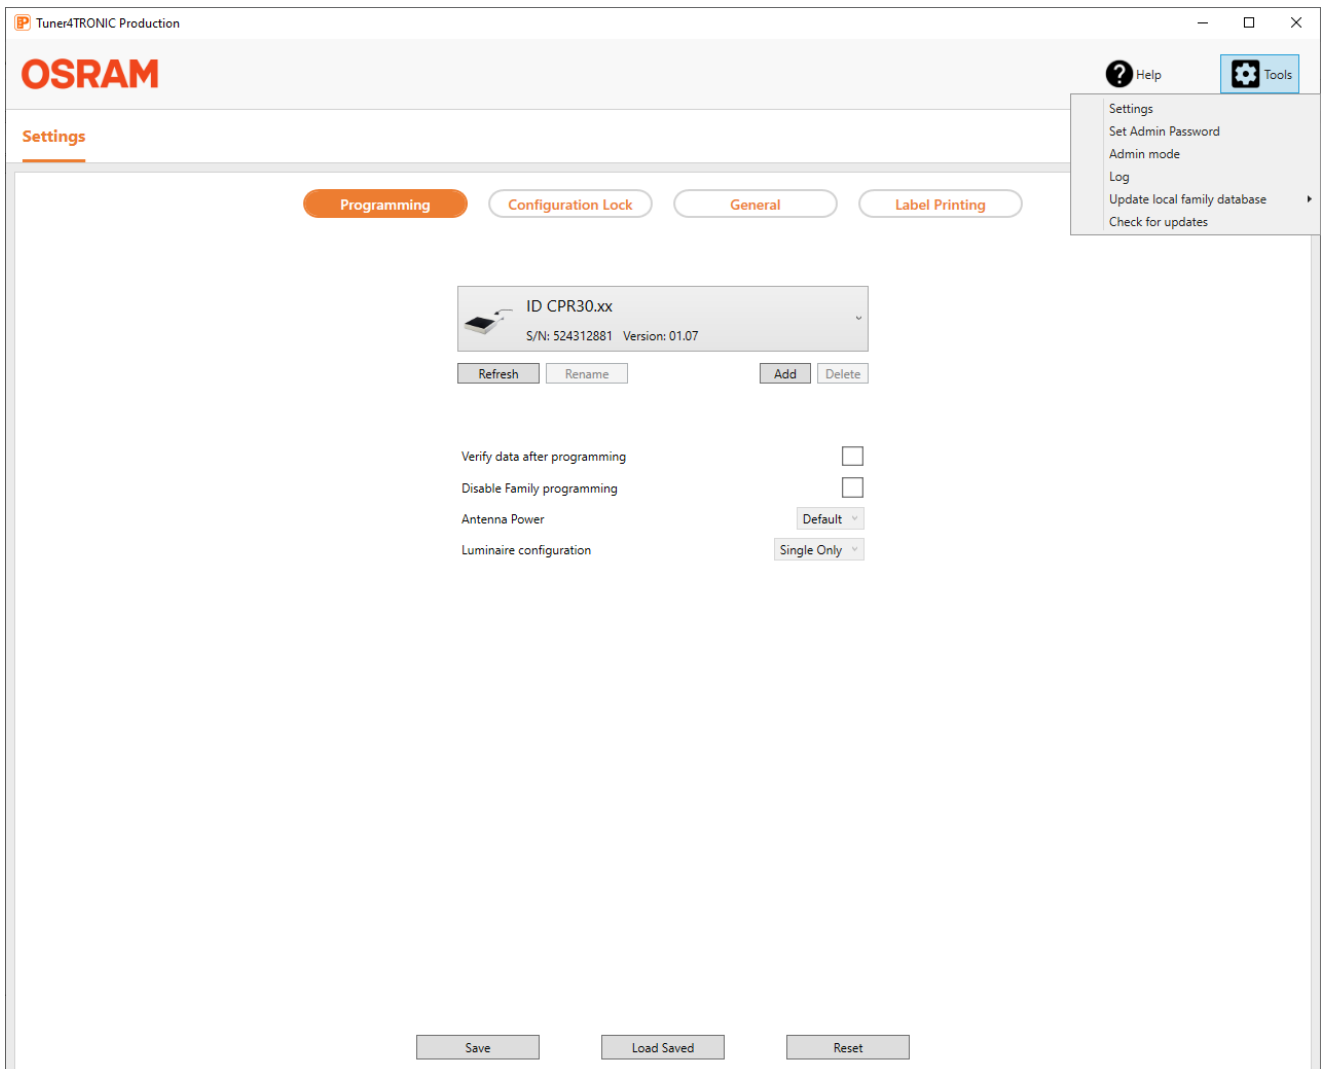 Tuner4TRONIC Production
OSRAM
Help
Tools
Settings
Set Admin Password
Admin mode
Log
Update local family database
Check for updates
Settings
Programming
Configuration Lock
General
Label Printing
ID CPR30.xx
S/N: 524312881 Version: 01.07
Refresh
Rename
Add
Delete
Verify data after programming
Disable Family programming
Antenna Power
Default
Luminaire configuration
Single Only
Save
Load Saved
Reset